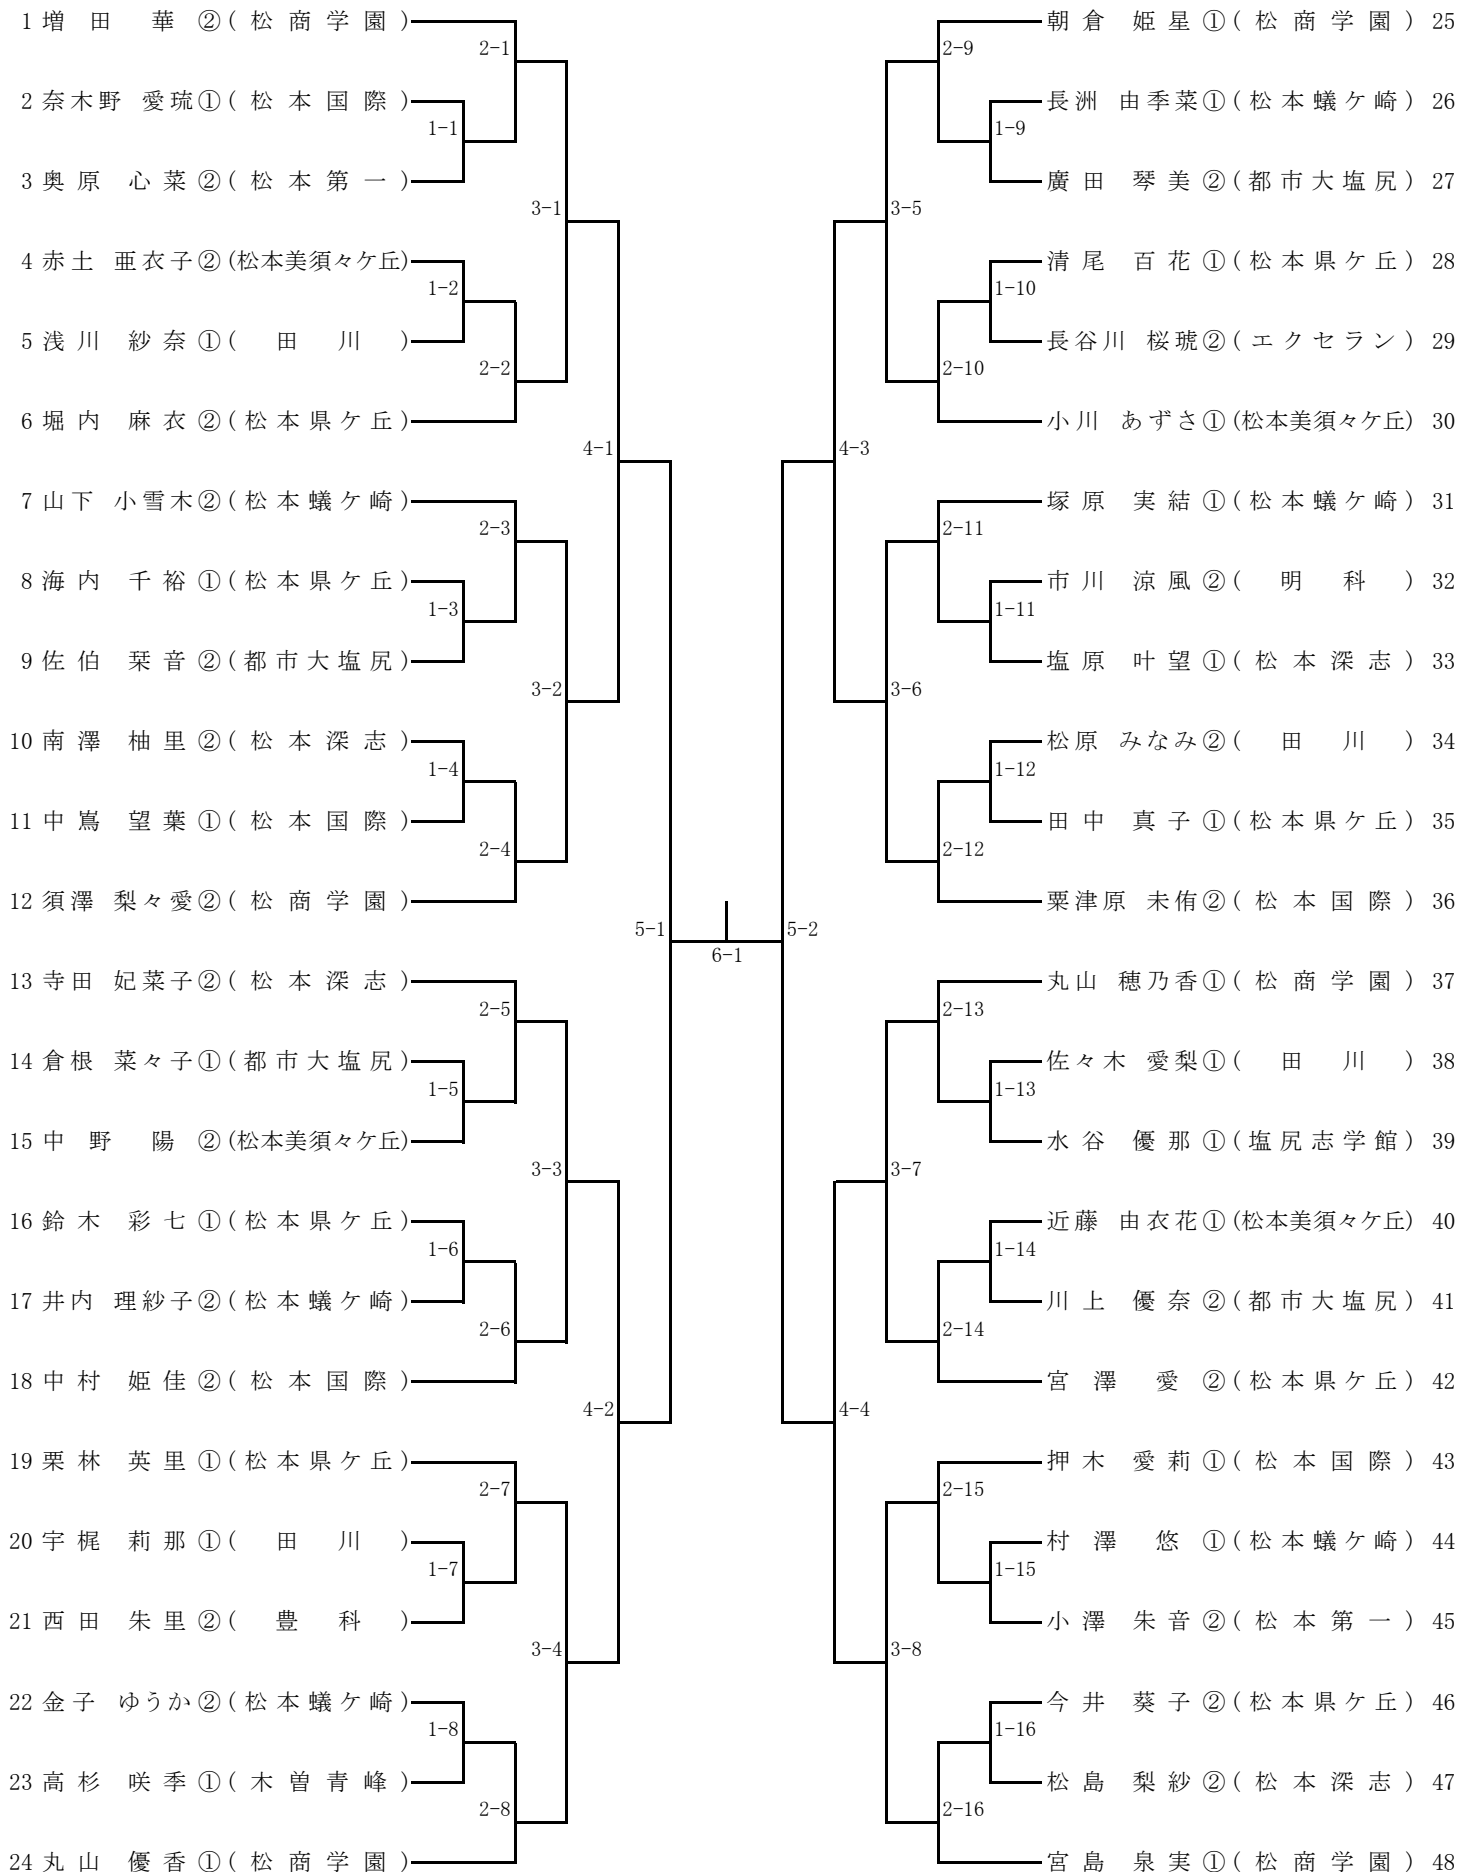 1 増田 華 ②(松商学園)
2-1
2 奈木野 愛琉①(松本国際)
1-1
3 奥原 心菜 ②(松本第一)
3-1
4 赤土 亜衣子②(松本美須々ケ丘)
1-2
5 浅川 紗奈 ①(田川)
2-2
6 堀内 麻衣 ②(松本県ケ丘)
4-1
7 山下 小雪木②(松本蟻ケ崎)
2-3
8 海内 千裕 ①(松本県ケ丘)
1-3
9 佐伯 栞音 ②(都市大塩尻)
3-2
10 南澤 柚里 ②(松本深志)
1-4
11 中嶌 望葉 ①(松本国際)
2-4
12 須澤 梨々愛②(松商学園)
5-1
13 寺田 妃菜子②(松本深志)
2-5
14 倉根 菜々子①(都市大塩尻)
1-5
15 中野 陽 ②(松本美須々ケ丘)
3-3
16 鈴木 彩七 ①(松本県ケ丘)
1-6
17 井内 理紗子②(松本蟻ケ崎)
2-6
18 中村 姫佳 ②(松本国際)
4-2
19 栗林 英里 ①(松本県ケ丘)
2-7
20 宇梶 莉那 ①(田川)
1-7
21 西田 朱里 ②(豊科)
3-4
22 金子 ゆうか②(松本蟻ケ崎)
1-8
23 高杉 咲季 ①(木曽青峰)
2-8
24 丸山 優香 ①(松商学園)
6-1
朝倉 姫星 ①(松商学園) 25
2-9
長洲 由季菜①(松本蟻ケ崎) 26
1-9
廣田 琴美 ②(都市大塩尻) 27
3-5
清尾 百花 ①(松本県ケ丘) 28
1-10
長谷川 桜琥②(エクセラン) 29
2-10
小川 あずさ①(松本美須々ケ丘) 30
4-3
塚原 実結 ①(松本蟻ケ崎) 31
2-11
市川 涼風 ②(明科) 32
1-11
塩原 叶望 ①(松本深志) 33
3-6
松原 みなみ②(田川) 34
1-12
田中 真子 ①(松本県ケ丘) 35
2-12
粟津原 未侑②(松本国際) 36
5-2
丸山 穂乃香①(松商学園) 37
2-13
佐々木 愛梨①(田川) 38
1-13
水谷 優那 ①(塩尻志学館) 39
3-7
近藤 由衣花①(松本美須々ケ丘) 40
1-14
川上 優奈 ②(都市大塩尻) 41
2-14
宮澤 愛 ②(松本県ケ丘) 42
4-4
押木 愛莉 ①(松本国際) 43
2-15
村澤 悠 ①(松本蟻ケ崎) 44
1-15
小澤 朱音 ②(松本第一) 45
3-8
今井 葵子 ②(松本県ケ丘) 46
1-16
松島 梨紗 ②(松本深志) 47
2-16
宮島 泉実 ①(松商学園) 48